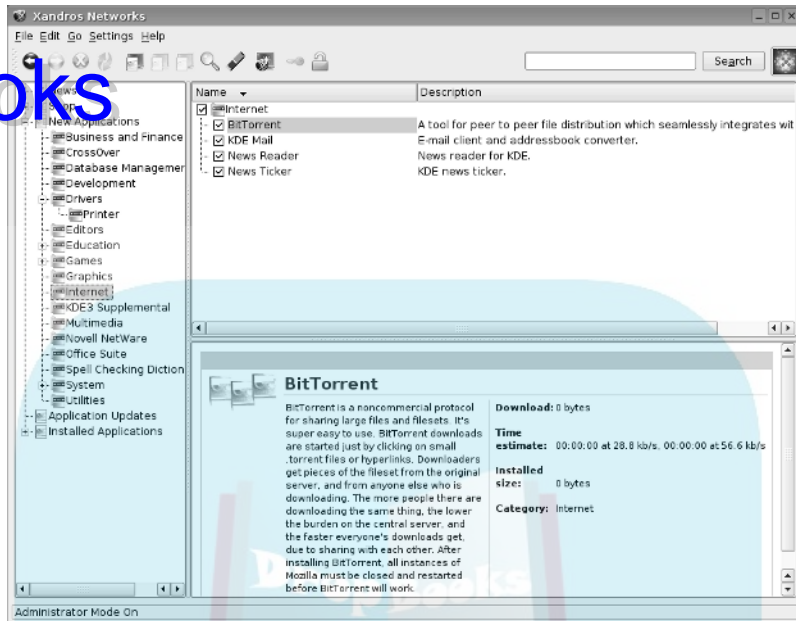 Xandros Networks
File Edit Go Settings Help
Search
oks
News
Shop
New Applications
Business and Finance
CrossOver
Database Managemer
Development
Drivers
Printer
Editors
Education
Games
Graphics
Internet
KDE3 Supplemental
Multimedia
Novell NetWare
Office Suite
Spell Checking Diction
System
Utilities
Application Updates
Installed Applications
Name Description
Internet
BitTorrent A tool for peer to peer file distribution which seamlessly integrates wit
KDE Mail E-mail client and addressbook converter.
News Reader News reader for KDE.
News Ticker KDE news ticker.
BitTorrent
BitTorrent is a noncommercial protocol
for sharing large files and filesets. It's
super easy to use. BitTorrent downloads
are started just by clicking on small
.torrent files or hyperlinks. Downloaders
get pieces of the fileset from the original
server, and from anyone else who is
downloading. The more people there are
downloading the same thing, the lower
the burden on the central server, and
the faster everyone's downloads get,
due to sharing with each other. After
installing BitTorrent, all instances of
Mozilla must be closed and restarted
before BitTorrent will work.
Download: 0 bytes
Time
estimate: 00:00:00 at 28.8 kb/s, 00:00:00 at 56.6 kb/s
Installed
size: 0 bytes
Category: Internet
Administrator Mode On